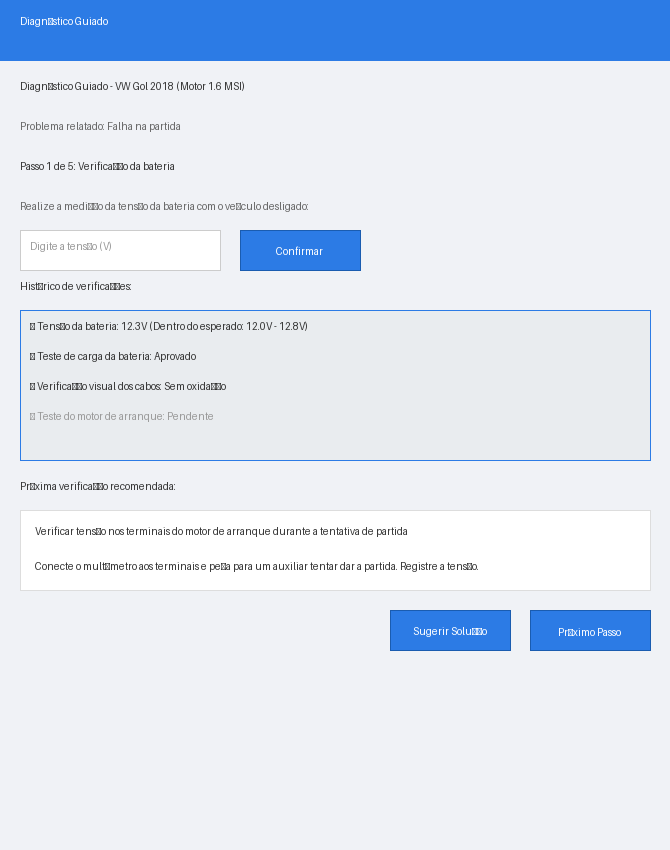 Diagn□stico Guiado
Diagn□stico Guiado - VW Gol 2018 (Motor 1.6 MSI)
Problema relatado: Falha na partida
Passo 1 de 5: Verifica□□o da bateria
Realize a medi□□o da tens□o da bateria com o ve□culo desligado:
Digite a tens□o (V)
Confirmar
Hist□rico de verifica□□es:
□ Tens□o da bateria: 12.3V (Dentro do esperado: 12.0V - 12.8V)
□ Teste de carga da bateria: Aprovado
□ Verifica□□o visual dos cabos: Sem oxida□□o
□ Teste do motor de arranque: Pendente
Pr□xima verifica□□o recomendada:
Verificar tens□o nos terminais do motor de arranque durante a tentativa de partida
Conecte o mult□metro aos terminais e pe□a para um auxiliar tentar dar a partida. Registre a tens□o.
Sugerir Solu□□o
Pr□ximo Passo